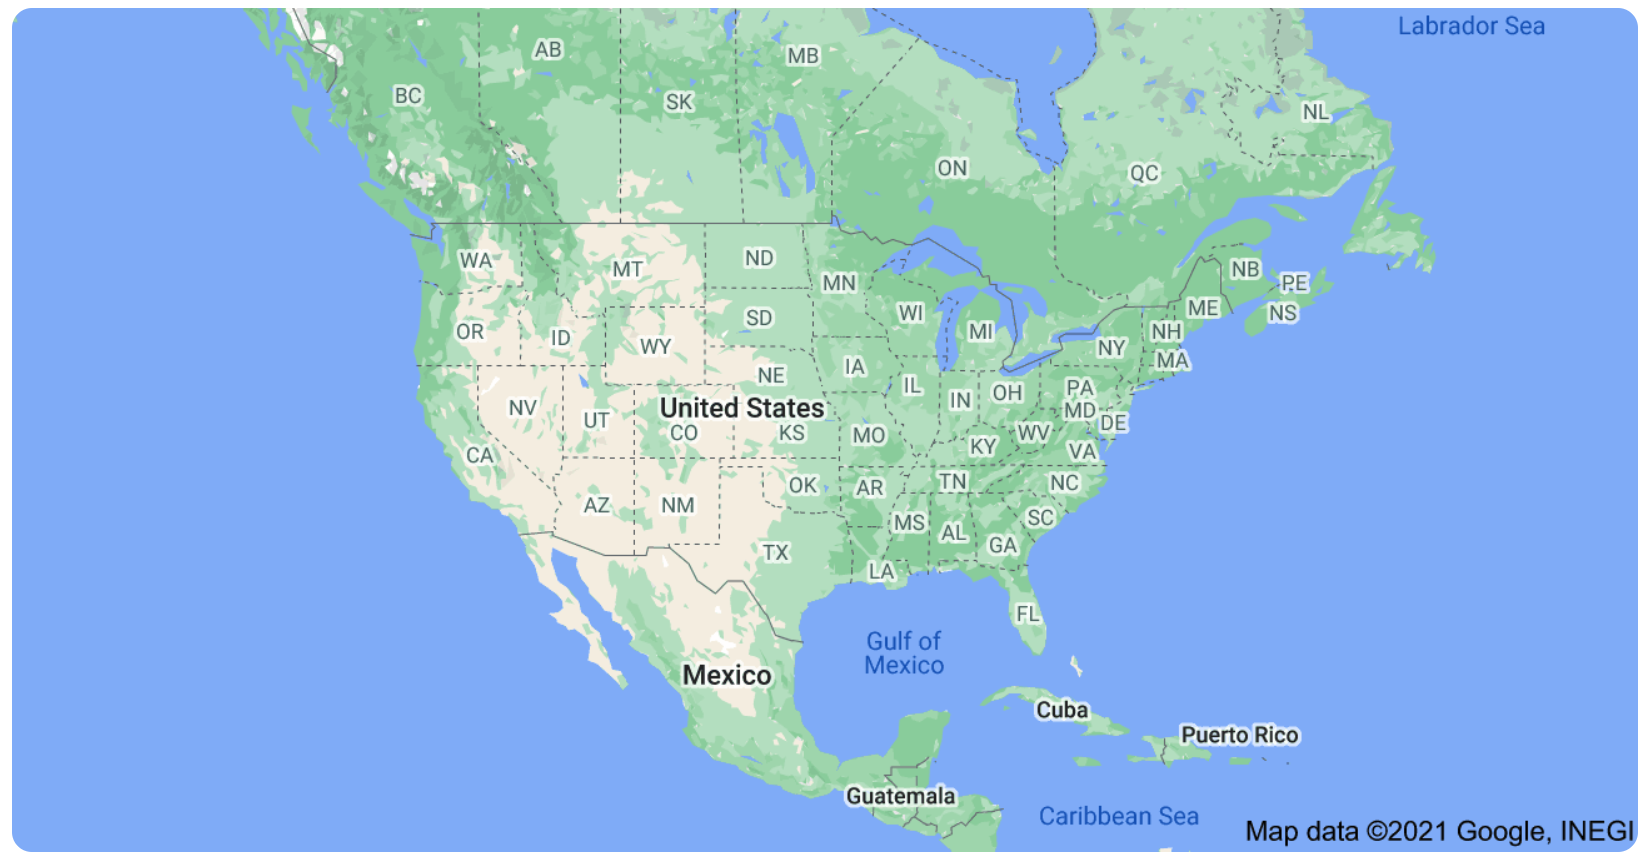 Labrador Sea
AB
MB
BC
SK
NL
ON
QC
WA
MT
ND
MN
NB
PE
OR
ID
WY
SD
WI
MI
ME
NS
NH
NY
MA
NV
UT
NE
IA
IL
IN
OH
PA
MD
DE
United States
CO
KS
MO
KY
WV
VA
CA
AZ
NM
OK
AR
TN
NC
TX
MS
AL
GA
SC
LA
FL
Gulf of
Mexico
Mexico
Cuba
Puerto Rico
Guatemala
Caribbean Sea
Map data ©2021 Google, INEGI